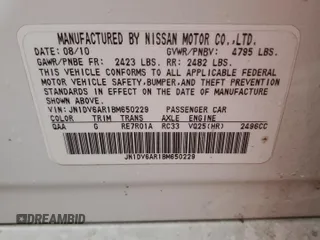 MANUFACTURED BY NISSAN MOTOR CO.,LTD.
DATE: 08/10 GVWR/PNBV: 4795 LBS.
GAWR/PNBE FR: 2423 LBS. RR: 2482 LBS.
THIS VEHICLE CONFORMS TO ALL APPLICABLE FEDERAL
MOTOR VEHICLE SAFETY,BUMPER,AND THEFT PREVENTION
STANDARDS IN EFFECT ON THE DATE OF MANUFACTURE
SHOWN ABOVE.
VIN: JN1DV6AR1BM650229 PASSENGER CAR
COLOR TRIM TRANS AXLE ENGINE
QAA G RE7R01A RC33 VQ25(HR) 2496CC
JN1DV6AR1BM650229
DREAMBID